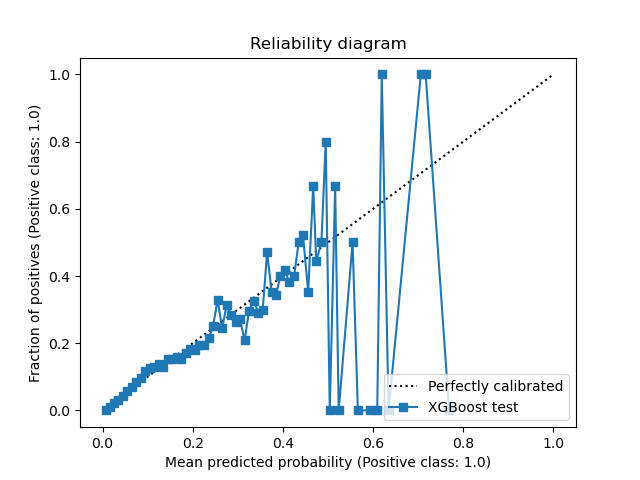 Reliability diagram
Fraction of positives (Positive class: 1.0)
1.0
0.8
0.6
0.4
0.2
0.0
Perfectly calibrated
XGBoost test
0.0 0.2 0.4 0.6 0.8 1.0
Mean predicted probability (Positive class: 1.0)